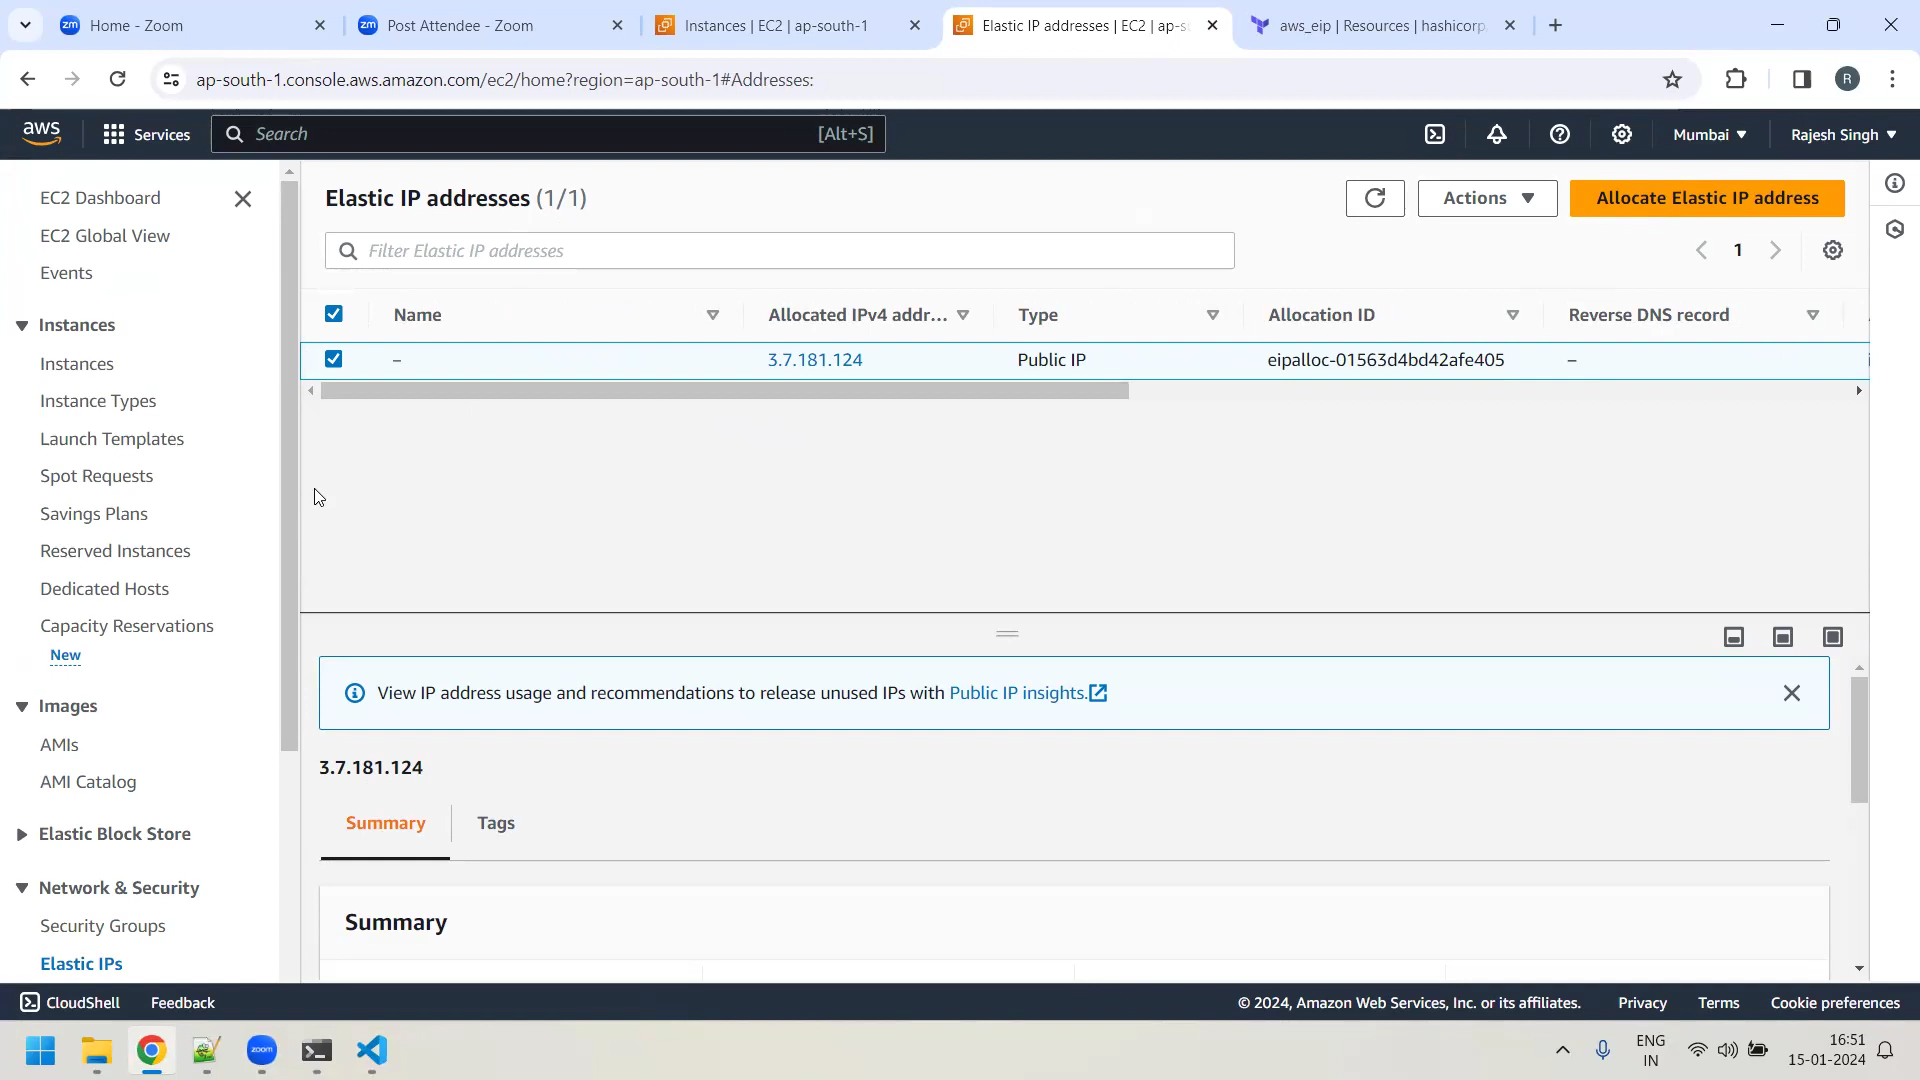 Home - Zoom
Post Attendee - Zoom
Instances | EC2 | ap-south-1
Elastic IP addresses | EC2 | ap-s
aws_eip | Resources | hashicorp
ap-south-1.console.aws.amazon.com/ec2/home?region=ap-south-1#Addresses:
R
aws
Services
Search
[Alt+S]
Mumbai
Rajesh Singh
EC2 Dashboard
EC2 Global View
Events
Instances
Instances
Instance Types
Launch Templates
Spot Requests
Savings Plans
Reserved Instances
Dedicated Hosts
Capacity Reservations
New
Images
AMIs
AMI Catalog
Elastic Block Store
Network & Security
Security Groups
Elastic IPs
Elastic IP addresses (1/1)
Actions
Allocate Elastic IP address
Filter Elastic IP addresses
1
Name
Allocated IPv4 addr...
Type
Allocation ID
Reverse DNS record
–
3.7.181.124
Public IP
eipalloc-01563d4bd42afe405
–
View IP address usage and recommendations to release unused IPs with Public IP insights.
3.7.181.124
Summary
Tags
Summary
CloudShell
Feedback
© 2024, Amazon Web Services, Inc. or its affiliates.
Privacy
Terms
Cookie preferences
zoom
ENG
IN
16:51
15-01-2024